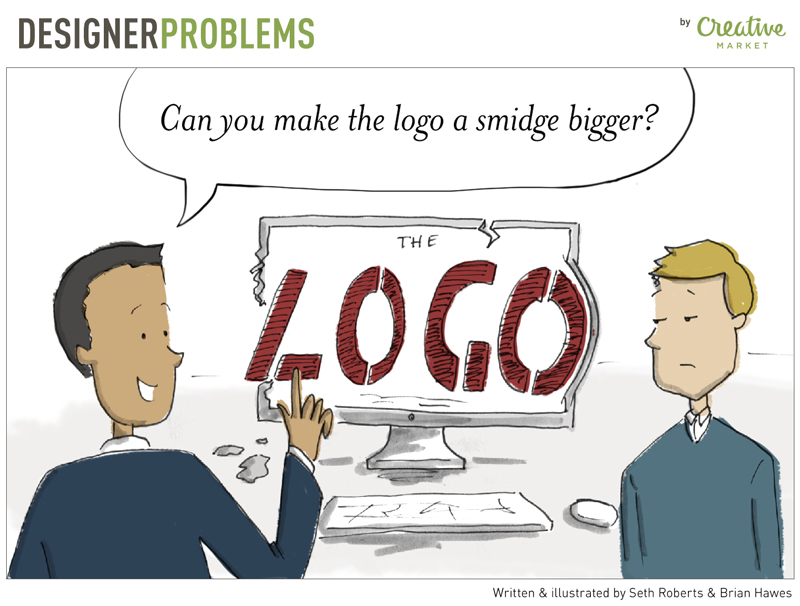 DESIGNERPROBLEMS
by Creative
MARKET
Can you make the logo a smidge bigger?
THE
LOGO
Written & illustrated by Seth Roberts & Brian Hawes